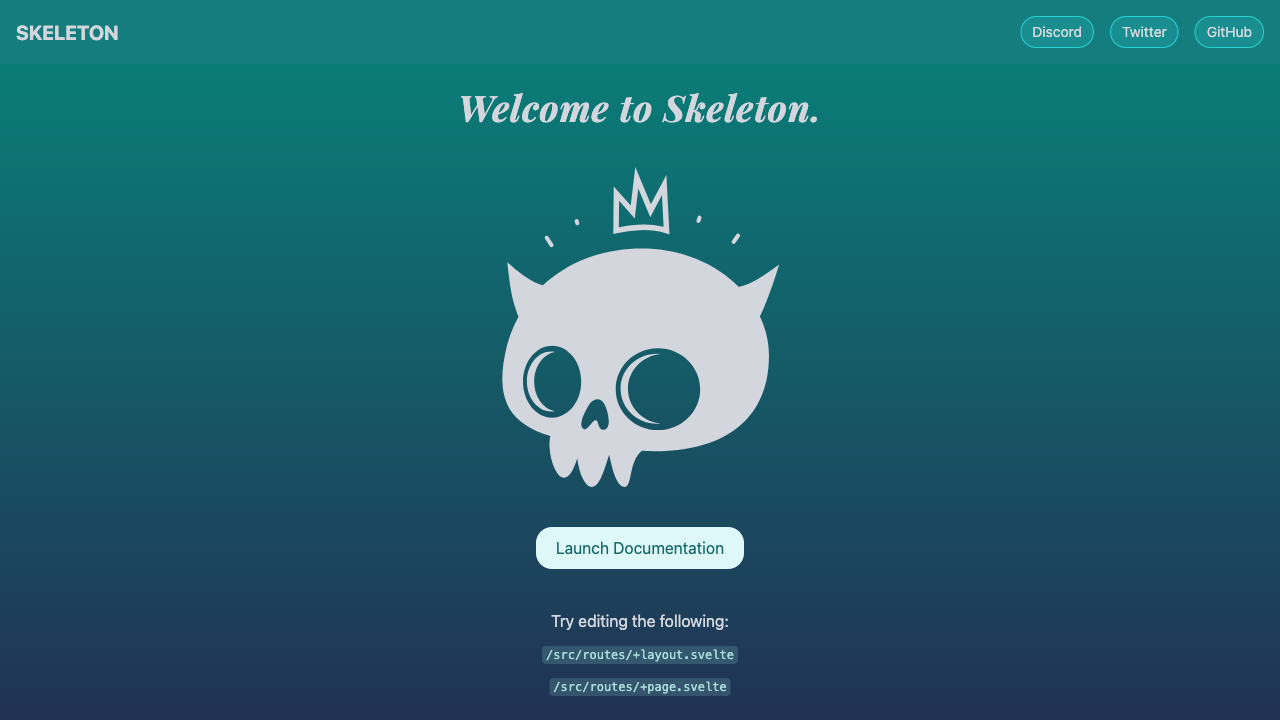 SKELETON
Discord
Twitter
GitHub
Welcome to Skeleton.
Launch Documentation
Try editing the following:
/src/routes/+layout.svelte
/src/routes/+page.svelte